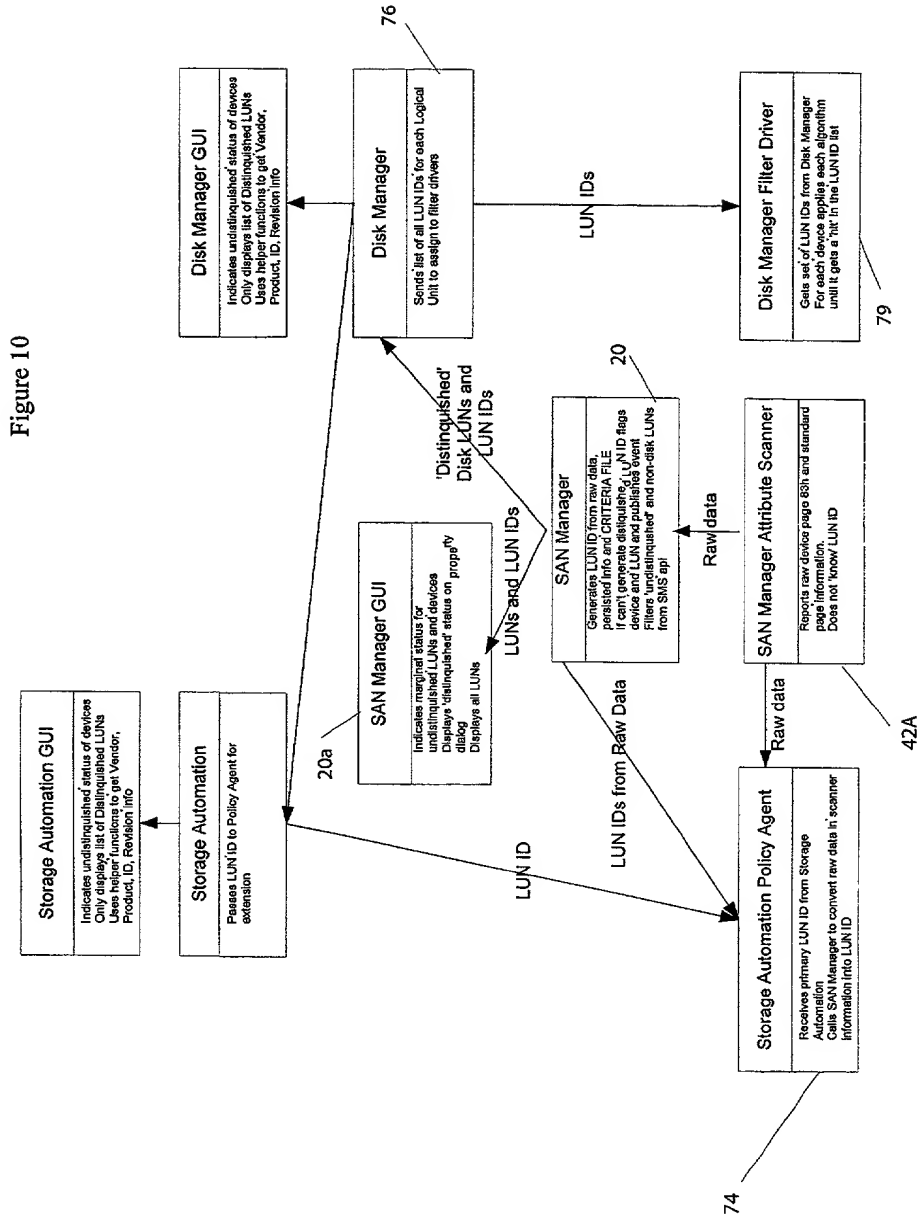 Figure 10
Storage Automation GUI
Indicates undistinguished status of devices
Only displays list of Distinguished LUNs
Uses helper functions to get Vendor,
Product, ID, Revision info
Storage Automation
Passes LUN ID to Policy Agent for
extension
Disk Manager GUI
Indicates undistinguished status of devices
Only displays list of Distinguished LUNs
Uses helper functions to get Vendor,
Product, ID, Revision info
76
Disk Manager
Sends list of all LUN IDs for each Logical
Unit to assign to filter drivers
20a
SAN Manager GUI
Indicates marginal status for
undistinguished LUNs and devices
Displays 'distinguished' status on property
dialog
Displays all LUNs
LUNs and LUN IDs
'Distinquished'
Disk LUNs and
LUN IDs
20
SAN Manager
Generates LUN ID from raw data,
persisted info and CRITERIA FILE
If can't generate distiquished LUN ID flags
device and LUN and publishes event
Filters 'undistinqushed' and non-disk LUNs
from SMS api
LUN ID
LUN IDs from Raw Data
LUN IDs
Raw data
Storage Automation Policy Agent
Receives primary LUN ID from Storage
Automation
Calls SAN Manager to convert raw data in scanner
information into LUN ID
74
Raw data
SAN Manager Attribute Scanner
Reports raw device page 83h and standard
page information.
Does not 'know' LUN ID
42A
Disk Manager Filter Driver
Gets set of LUN IDs from Disk Manager
For each device applies each algorithm
until it gets a 'hit' in the LUN ID list
79